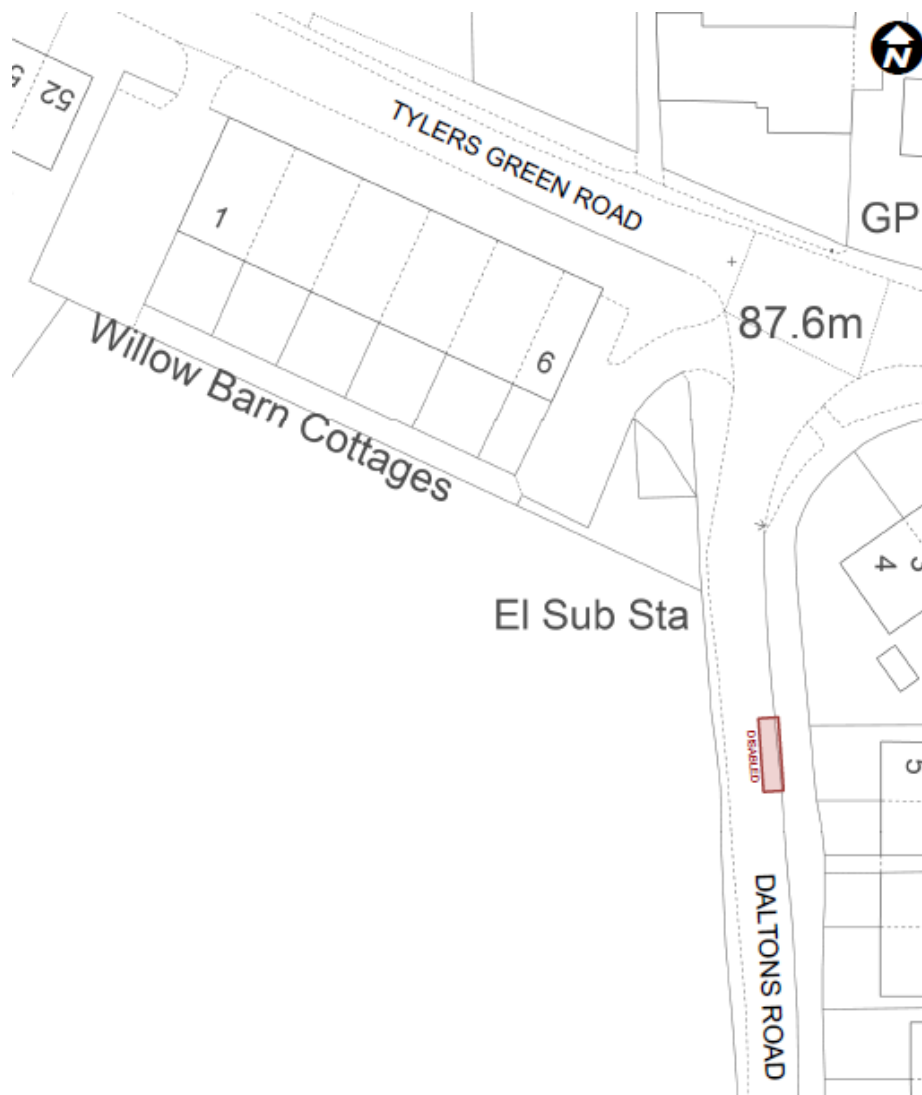 N
52
TYLERS GREEN ROAD
1
GP
87.6m
6
Willow Barn Cottages
4
El Sub Sta
DISABLED
5
DALTONS ROAD